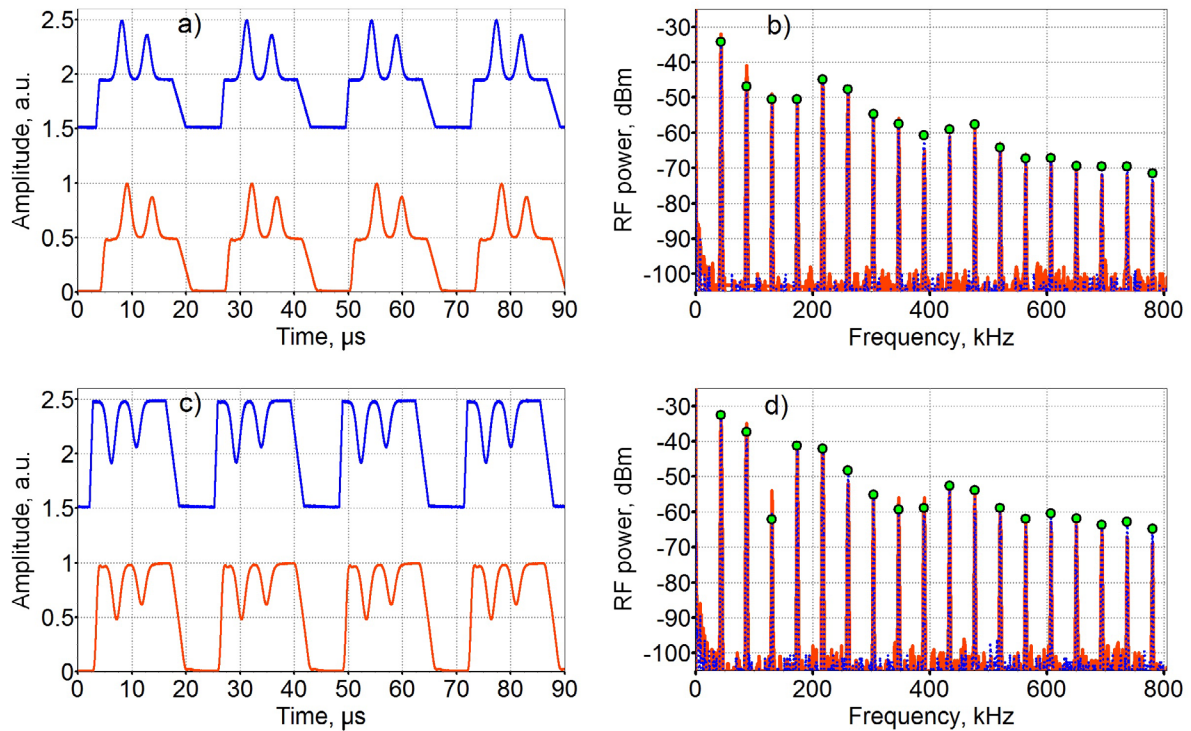 a)
2.5
2
1.5
1
0.5
0
Amplitude, a.u.
0 10 20 30 40 50 60 70 80 90
Time, µs
b)
-30
-40
-50
-60
-70
-80
-90
-100
RF power, dBm
0 200 400 600 800
Frequency, kHz
c)
2.5
2
1.5
1
0.5
0
Amplitude, a.u.
0 10 20 30 40 50 60 70 80 90
Time, µs
d)
-30
-40
-50
-60
-70
-80
-90
-100
RF power, dBm
0 200 400 600 800
Frequency, kHz